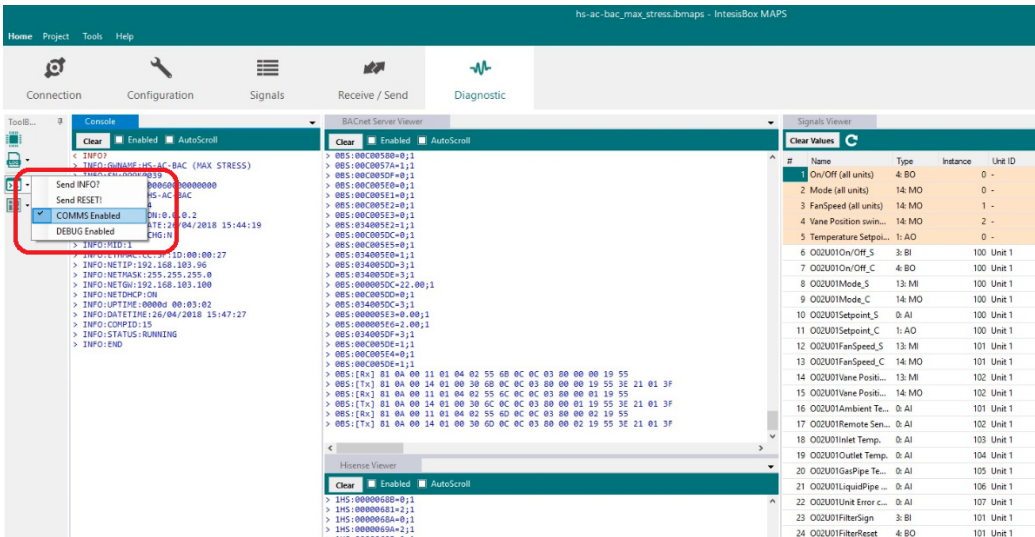 hs-ac-bac_max_stress.ibmaps - IntesisBox MAPS
Home Project Tools Help
Connection
Configuration
Signals
Receive / Send
Diagnostic
ToolB...
Console
Clear Enabled AutoScroll
< INFO?
> INFO:GWNAME:HS-AC-BAC (MAX STRESS)
Send INFO?
Send RESET!
COMMS Enabled
DEBUG Enabled
> INFO:MID:1
> INFO:NETIP:192.168.103.96
> INFO:NETMASK:255.255.255.0
> INFO:NETGW:192.168.103.100
> INFO:NETDHCP:ON
> INFO:UPTIME:0000d 00:03:02
> INFO:DATETIME:26/04/2018 15:47:27
> INFO:COMPID:15
> INFO:STATUS:RUNNING
> INFO:END
BACnet Server Viewer
Clear Enabled AutoScroll
> 0BS:00C00580=0;1
> 0BS:00C0057A=1;1
> 0BS:00C005DF=0;1
> 0BS:00C005E0=0;1
> 0BS:00C005E1=0;1
> 0BS:00C005E2=0;1
> 0BS:00C005E3=0;1
> 0BS:00C005DC=0;1
> 0BS:00C005E5=0;1
> 0BS:034005E0=1;1
> 0BS:034005DD=3;1
> 0BS:034005DE=3;1
> 0BS:000005DC=22.00;1
> 0BS:00C005DD=0;1
> 0BS:034005DC=3;1
> 0BS:000005E3=0.00;1
> 0BS:000005E6=2.00;1
> 0BS:034005DF=3;1
> 0BS:00C005DE=1;1
> 0BS:00C005E4=0;1
> 0BS:00C005DE=1;1
> 0BS:[Rx] 81 0A 00 11 01 04 02 55 6B 0C 0C 03 80 00 00 19 55
> 0BS:[Tx] 81 0A 00 14 01 00 30 6B 0C 0C 03 80 00 00 19 55 3E 21 01 3F
> 0BS:[Rx] 81 0A 00 11 01 04 02 55 6C 0C 0C 03 80 00 01 19 55
> 0BS:[Tx] 81 0A 00 14 01 00 30 6C 0C 0C 03 80 00 01 19 55 3E 21 01 3F
> 0BS:[Rx] 81 0A 00 11 01 04 02 55 6D 0C 0C 03 80 00 02 19 55
> 0BS:[Tx] 81 0A 00 14 01 00 30 6D 0C 0C 03 80 00 02 19 55 3E 21 01 3F
Hisense Viewer
Clear Enabled AutoScroll
> 1HS:0000068B=0;1
> 1HS:00000681=2;1
> 1HS:0000068A=0;1
> 1HS:0000069A=2;1
Signals Viewer
Clear Values
# Name Type Instance Unit ID
1 On/Off (all units) 4: BO 0 -
2 Mode (all units) 14: MO 0 -
3 FanSpeed (all units) 14: MO 1 -
4 Vane Position swin... 14: MO 2 -
5 Temperature Setpoi... 1: AO 0 -
6 O02U01On/Off_S 3: BI 100 Unit 1
7 O02U01On/Off_C 4: BO 100 Unit 1
8 O02U01Mode_S 13: MI 100 Unit 1
9 O02U01Mode_C 14: MO 100 Unit 1
10 O02U01Setpoint_S 0: AI 100 Unit 1
11 O02U01Setpoint_C 1: AO 100 Unit 1
12 O02U01FanSpeed_S 13: MI 101 Unit 1
13 O02U01FanSpeed_C 14: MO 101 Unit 1
14 O02U01Vane Positi... 13: MI 102 Unit 1
15 O02U01Vane Positi... 14: MO 102 Unit 1
16 O02U01Ambient Te... 0: AI 101 Unit 1
17 O02U01Remote Sen... 0: AI 102 Unit 1
18 O02U01Inlet Temp. 0: AI 103 Unit 1
19 O02U01Outlet Temp. 0: AI 104 Unit 1
20 O02U01GasPipe Te... 0: AI 105 Unit 1
21 O02U01LiquidPipe ... 0: AI 106 Unit 1
22 O02U01Unit Error c... 0: AI 107 Unit 1
23 O02U01FilterSign 3: BI 101 Unit 1
24 O02U01FilterReset 4: BO 101 Unit 1